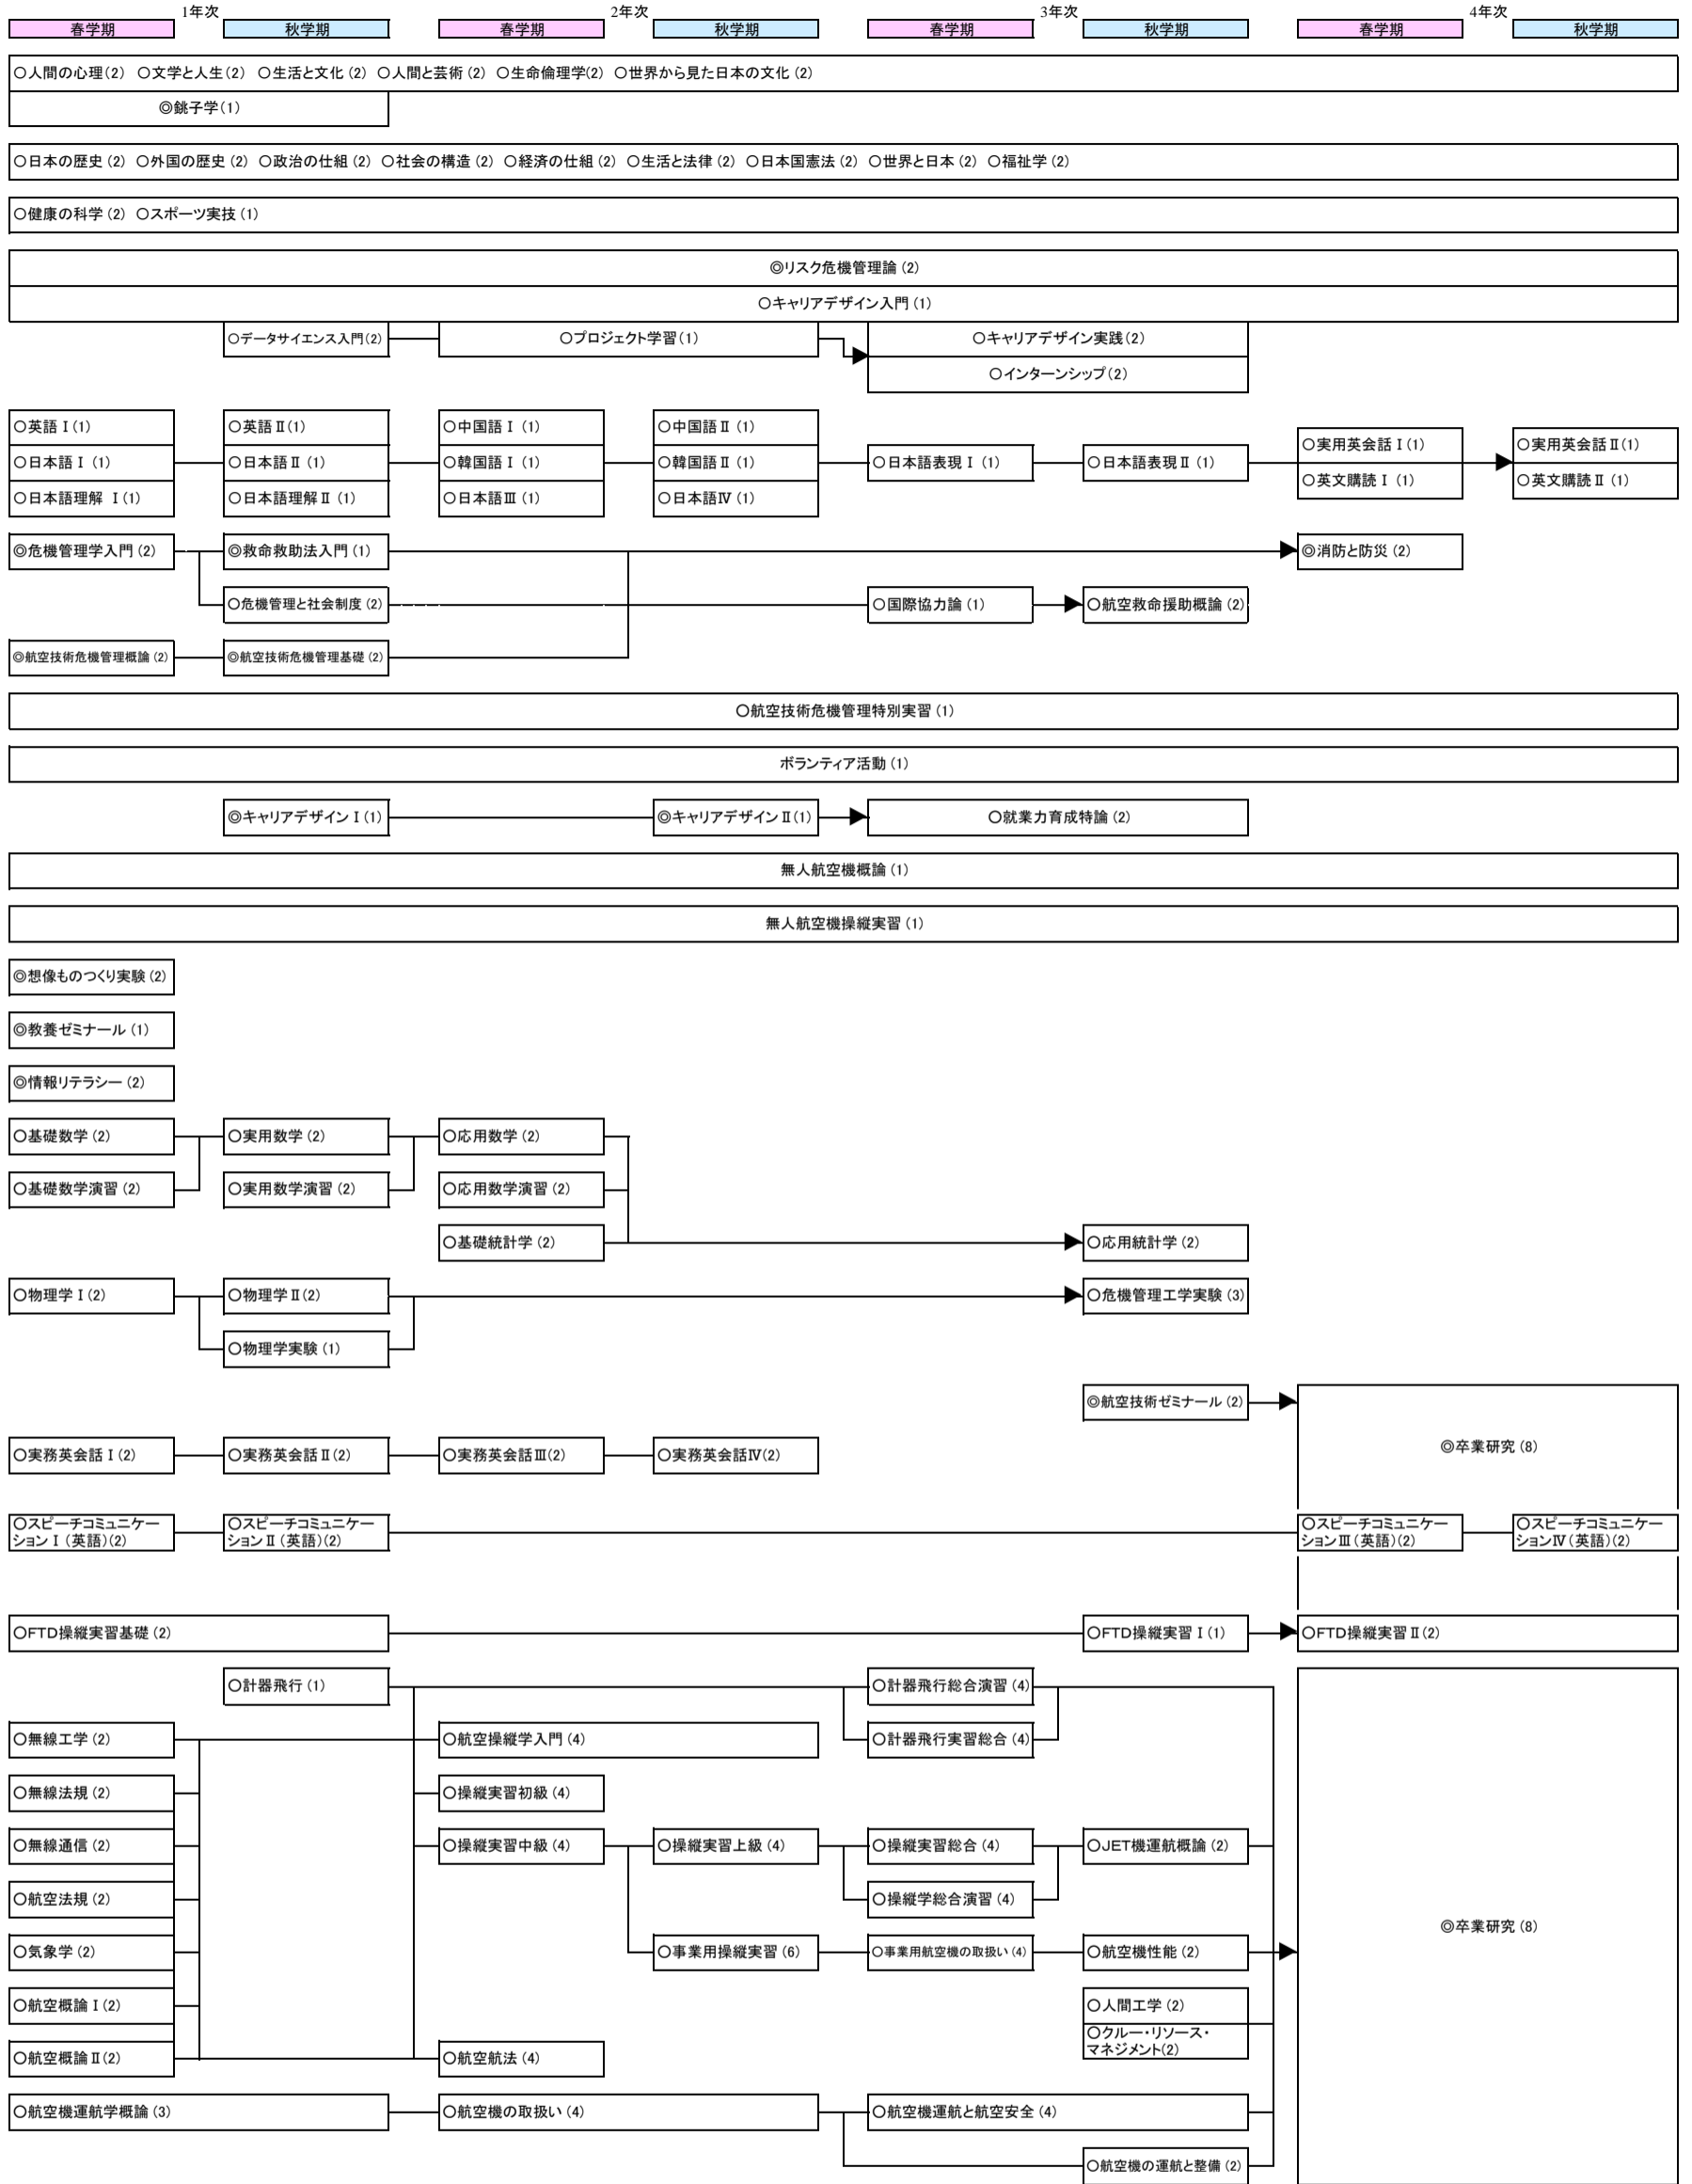 1年次 2年次 3年次 4年次
春学期 秋学期 春学期 秋学期 春学期 秋学期 春学期 秋学期
○人間の心理(2) ○文学と人生(2) ○生活と文化(2) ○人間と芸術(2) ○生命倫理学(2) ○世界から見た日本の文化(2)
◎銚子学(1)
○日本の歴史(2) ○外国の歴史(2) ○政治の仕組(2) ○社会の構造(2) ○経済の仕組(2) ○生活と法律(2) ○日本国憲法(2) ○世界と日本(2) ○福祉学(2)
○健康の科学(2) ○スポーツ実技(1)
◎リスク危機管理論(2)
○キャリアデザイン入門(1)
○データサイエンス入門(2) ○プロジェクト学習(1) ○キャリアデザイン実践(2)
○インターンシップ(2)
○英語Ⅰ(1) ○英語Ⅱ(1) ○中国語Ⅰ(1) ○中国語Ⅱ(1)
○実用英会話Ⅰ(1) ○実用英会話Ⅱ(1)
○日本語Ⅰ(1) ○日本語Ⅱ(1) ○韓国語Ⅰ(1) ○韓国語Ⅱ(1) ○日本語表現Ⅰ(1) ○日本語表現Ⅱ(1)
○英文購読Ⅰ(1) ○英文購読Ⅱ(1)
○日本語理解 Ⅰ(1) ○日本語理解Ⅱ(1) ○日本語Ⅲ(1) ○日本語Ⅳ(1)
◎危機管理学入門(2) ◎救命救助法入門(1) ◎消防と防災(2)
○危機管理と社会制度(2) ○国際協力論(1) ○航空救命援助概論(2)
◎航空技術危機管理概論(2) ◎航空技術危機管理基礎(2)
○航空技術危機管理特別実習(1)
ボランティア活動(1)
◎キャリアデザインⅠ(1) ◎キャリアデザインⅡ(1) ○就業力育成特論(2)
無人航空機概論(1)
無人航空機操縦実習(1)
◎想像ものつくり実験(2)
◎教養ゼミナール(1)
◎情報リテラシー(2)
○基礎数学(2) ○実用数学(2) ○応用数学(2)
○基礎数学演習(2) ○実用数学演習(2) ○応用数学演習(2)
○基礎統計学(2) ○応用統計学(2)
○物理学Ⅰ(2) ○物理学Ⅱ(2) ○危機管理工学実験(3)
○物理学実験(1)
◎航空技術ゼミナール(2)
◎卒業研究(8)
○実務英会話Ⅰ(2) ○実務英会話Ⅱ(2) ○実務英会話Ⅲ(2) ○実務英会話Ⅳ(2)
○スピーチコミュニケー ○スピーチコミュニケー ○スピーチコミュニケー ○スピーチコミュニケー
ションⅠ(英語)(2) ションⅡ(英語)(2) ションⅢ(英語)(2) ションⅣ(英語)(2)
○FTD操縦実習基礎(2) ○FTD操縦実習Ⅰ(1) ○FTD操縦実習Ⅱ(2)
○計器飛行(1) ○計器飛行総合演習(4)
○無線工学(2) ○航空操縦学入門(4) ○計器飛行実習総合(4)
○無線法規(2) ○操縦実習初級(4)
○無線通信(2) ○操縦実習中級(4) ○操縦実習上級(4) ○操縦実習総合(4) ○JET機運航概論(2)
○航空法規(2) ○操縦学総合演習(4)
◎卒業研究(8)
○気象学(2) ○事業用操縦実習(6) ○事業用航空機の取扱い(4) ○航空機性能(2)
○航空概論Ⅰ(2) ○人間工学(2)
○クルー・リソース・
マネジメント(2)
○航空概論Ⅱ(2) ○航空航法(4)
○航空機運航学概論(3) ○航空機の取扱い(4) ○航空機運航と航空安全(4)
○航空機の運航と整備(2)